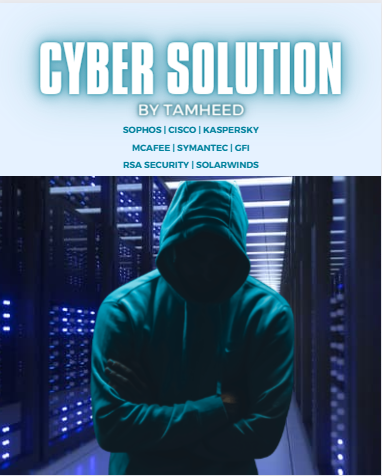 CYBER SOLUTION
BY TAMHEED
SOPHOS | CISCO | KASPERSKY
MCAFEE | SYMANTEC | GFI
RSA SECURITY | SOLARWINDS